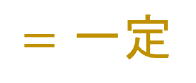 = 一定